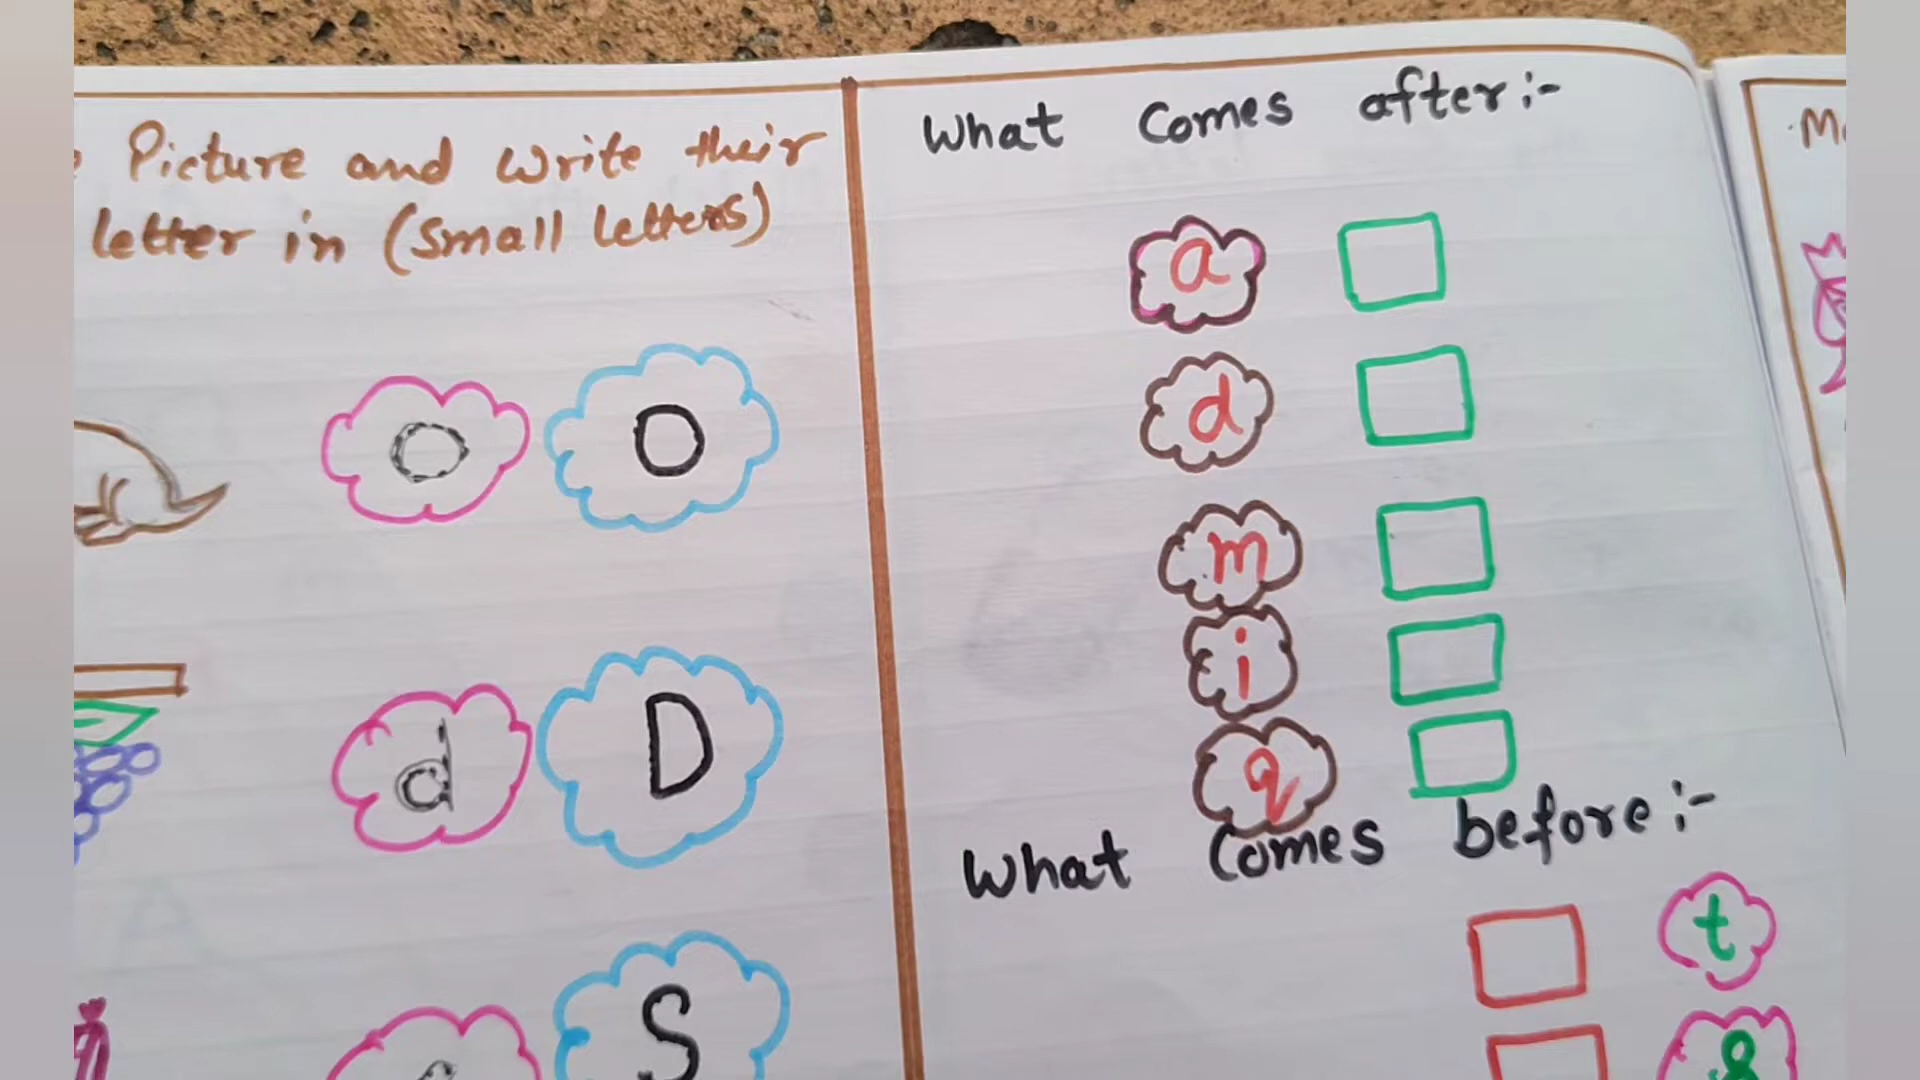 Picture and write their
letter in (small letters)
o O
d D
S
What comes after:-
a
d
m
i
q
What comes before:-
t